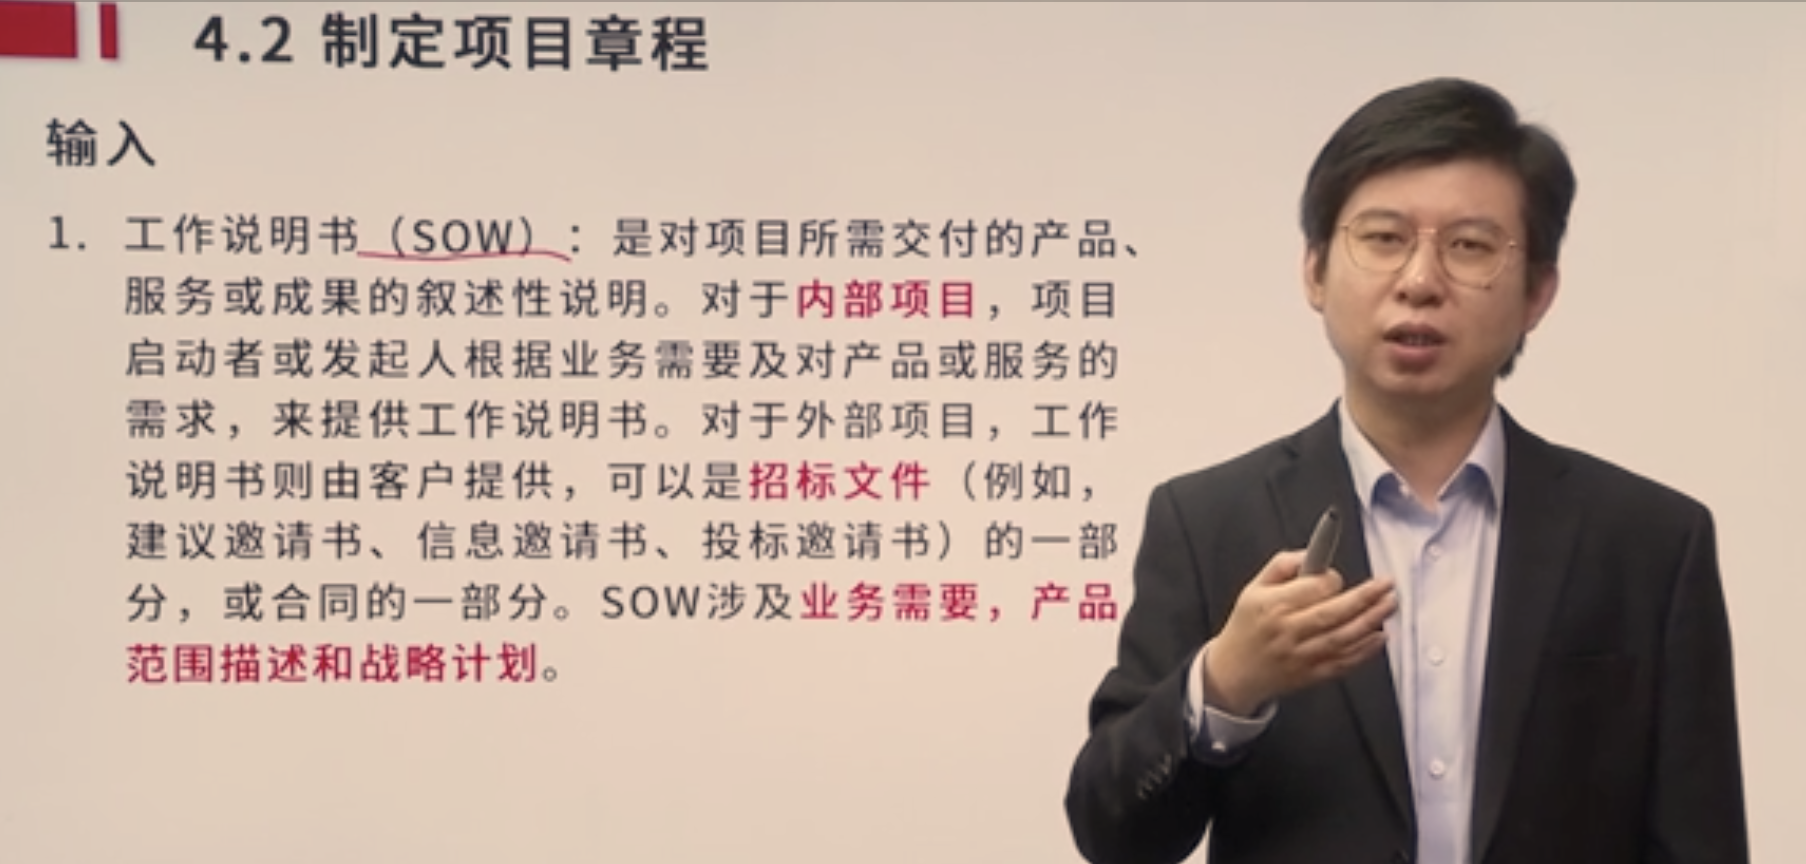 4.2 制定项目章程
输入
1. 工作说明书（SOW）：是对项目所需交付的产品、
服务或成果的叙述性说明。对于内部项目，项目
启动者或发起人根据业务需要及对产品或服务的
需求，来提供工作说明书。对于外部项目，工作
说明书则由客户提供，可以是招标文件（例如，
建议邀请书、信息邀请书、投标邀请书）的一部
分，或合同的一部分。SOW涉及业务需要，产品
范围描述和战略计划。